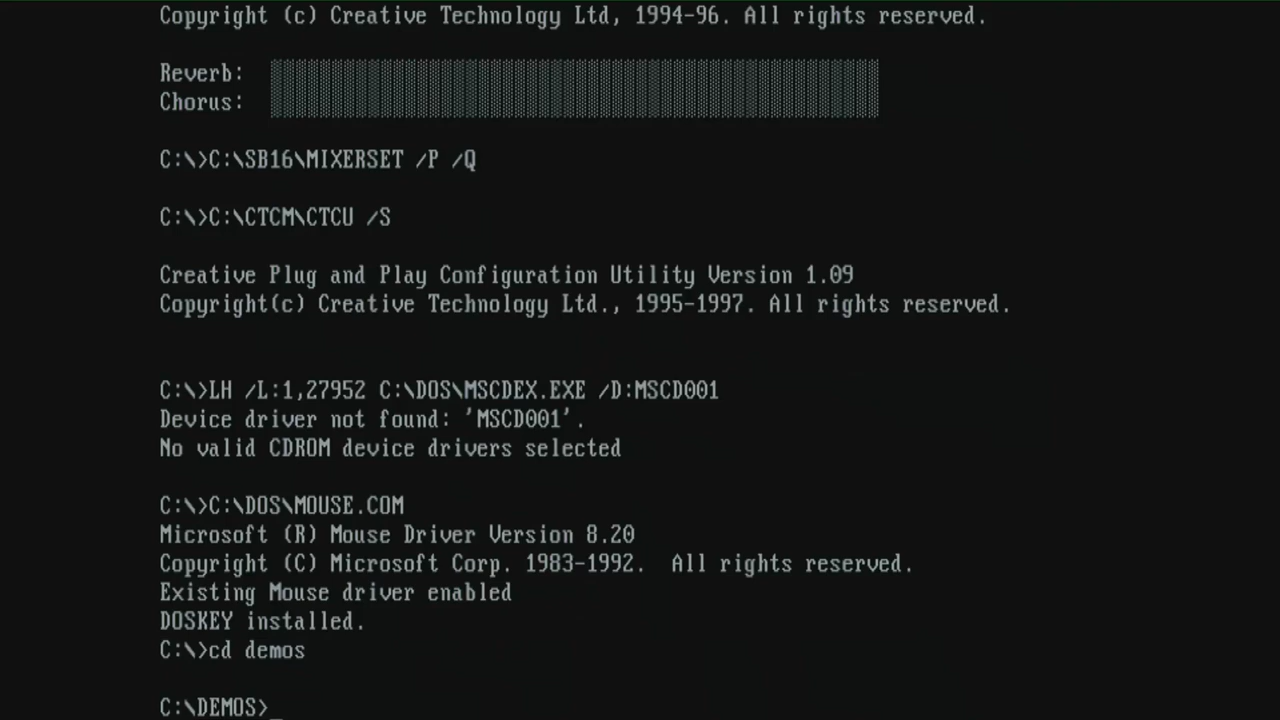 Copyright (c) Creative Technology Ltd, 1994-96. All rights reserved.
Reverb:
Chorus:
C:\>C:\SB16\MIXERSET /P /Q
C:\>C:\CTCM\CTCU /S
Creative Plug and Play Configuration Utility Version 1.09
Copyright(c) Creative Technology Ltd., 1995-1997. All rights reserved.
C:\>LH /L:1,27952 C:\DOS\MSCDEX.EXE /D:MSCD001
Device driver not found: 'MSCD001'.
No valid CDROM device drivers selected
C:\>C:\DOS\MOUSE.COM
Microsoft (R) Mouse Driver Version 8.20
Copyright (C) Microsoft Corp. 1983-1992.  All rights reserved.
Existing Mouse driver enabled
DOSKEY installed.
C:\>cd demos
C:\DEMOS>_